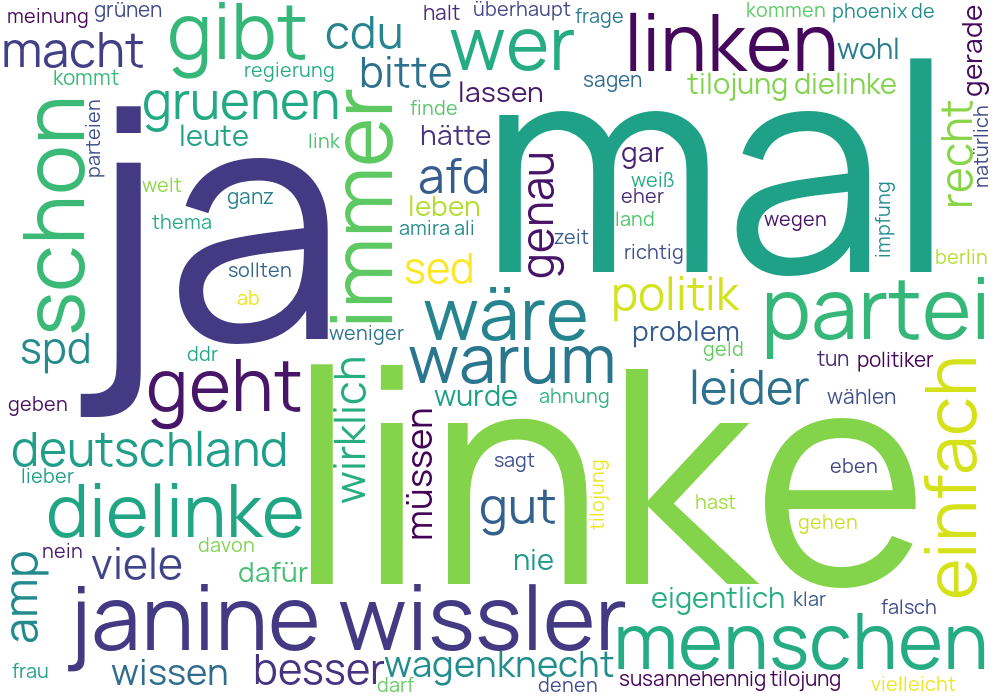 meinung
grünen
halt
überhaupt
frage
kommen
phoenix de
macht
gibt
cdu
wer
linken
wohl
gerade
kommt
regierung
bitte
sagen
tilojung dielinke
gruenen
lassen
finde
schon
parteien
leute
link
immer
hätte
ja
mal
recht
natürlich
welt
ganz
afd
genau
gar
weiß
eher
thema
leben
amira ali
zeit
land
wegen
impfung
richtig
sollten
ab
sed
berlin
wäre
politik
partei
spd
weniger
problem
ddr
warum
geld
tun
politiker
geht
geben
wirklich
linke
wurde
ahnung
leider
wählen
einfach
deutschland
müssen
lieber
sagt
tilojung
eben
dielinke
gut
hast
gehen
nein
davon
viele
dafür
nie
amp
janine wissler
eigentlich
klar
falsch
menschen
frau
wissen
besser
wagenknecht
darf
denen
susannehennig tilojung
vielleicht